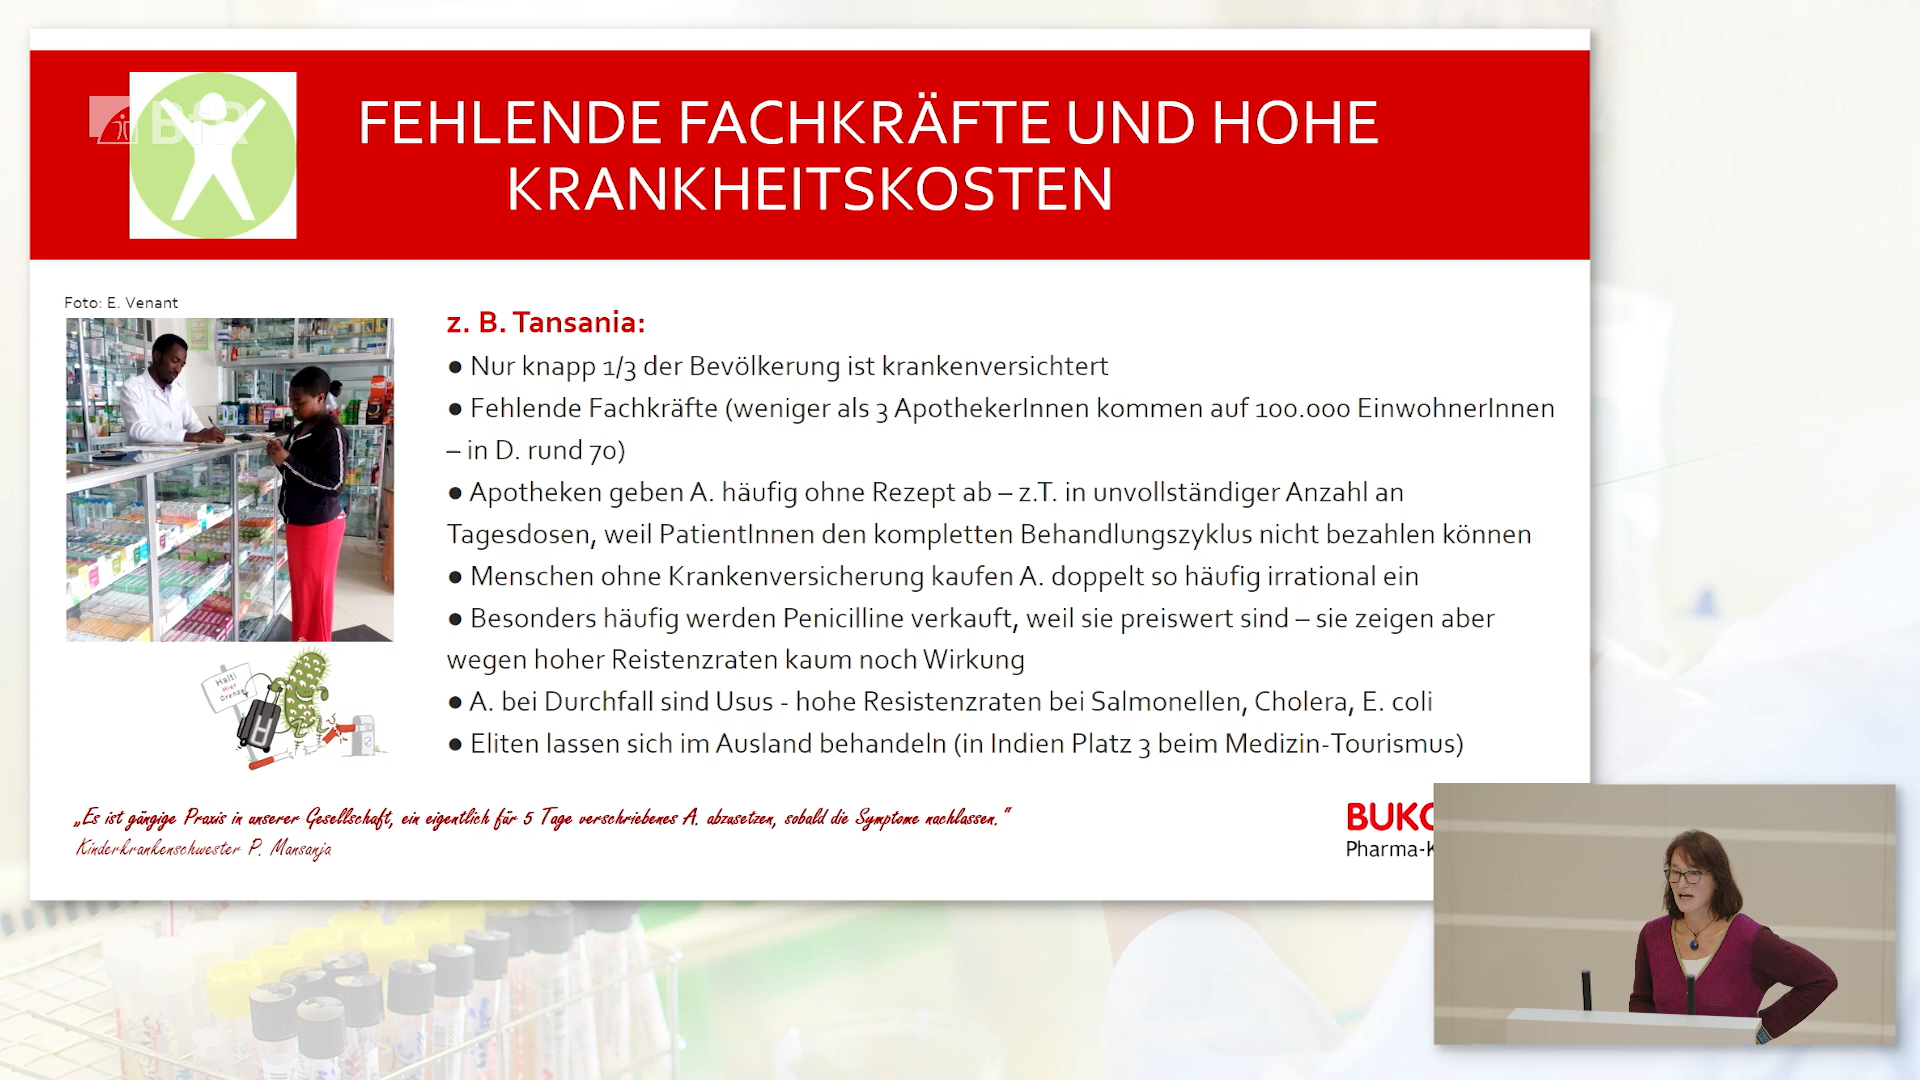 BfR
FEHLENDE FACHKRÄFTE UND HOHE
KRANKHEITSKOSTEN
Foto: E. Venant
z. B. Tansania:
● Nur knapp 1/3 der Bevölkerung ist krankenversichtert
● Fehlende Fachkräfte (weniger als 3 ApothekerInnen kommen auf 100.000 EinwohnerInnen
– in D. rund 70)
● Apotheken geben A. häufig ohne Rezept ab – z.T. in unvollständiger Anzahl an
Tagesdosen, weil PatientInnen den kompletten Behandlungszyklus nicht bezahlen können
● Menschen ohne Krankenversicherung kaufen A. doppelt so häufig irrational ein
● Besonders häufig werden Penicilline verkauft, weil sie preiswert sind – sie zeigen aber
wegen hoher Reistenzraten kaum noch Wirkung
● A. bei Durchfall sind Usus - hohe Resistenzraten bei Salmonellen, Cholera, E. coli
● Eliten lassen sich im Ausland behandeln (in Indien Platz 3 beim Medizin-Tourismus)
Halt!
Hier
Grenze
„Es ist gängige Praxis in unserer Gesellschaft, ein eigentlich für 5 Tage verschriebenes A. abzusetzen, sobald die Symptome nachlassen."
Kinderkrankenschwester P. Mansanja
BUKO
Pharma-K